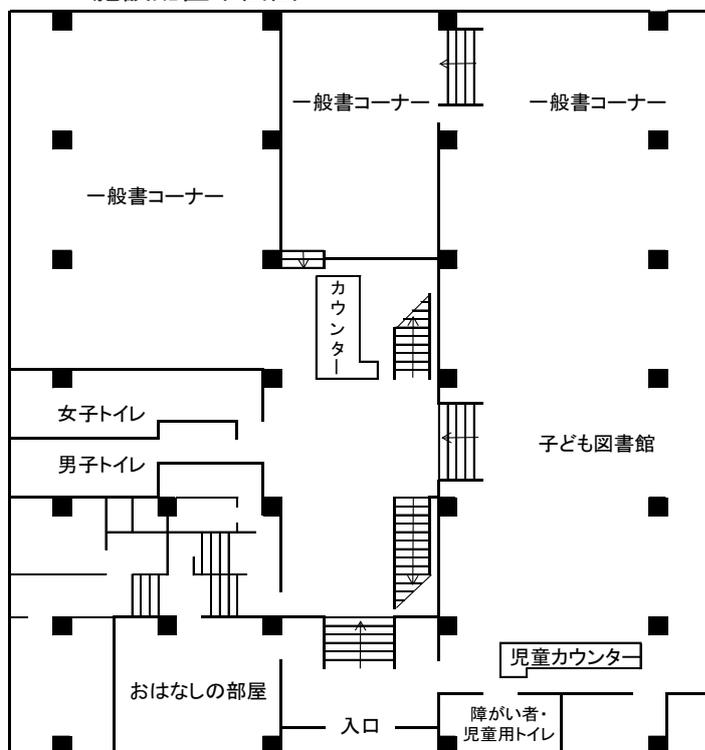 一般書コーナー
一般書コーナー
一般書コーナー
カウンター
女子トイレ
男子トイレ
子ども図書館
児童カウンター
おはなしの部屋
入口
障がい者・
児童用トイレ